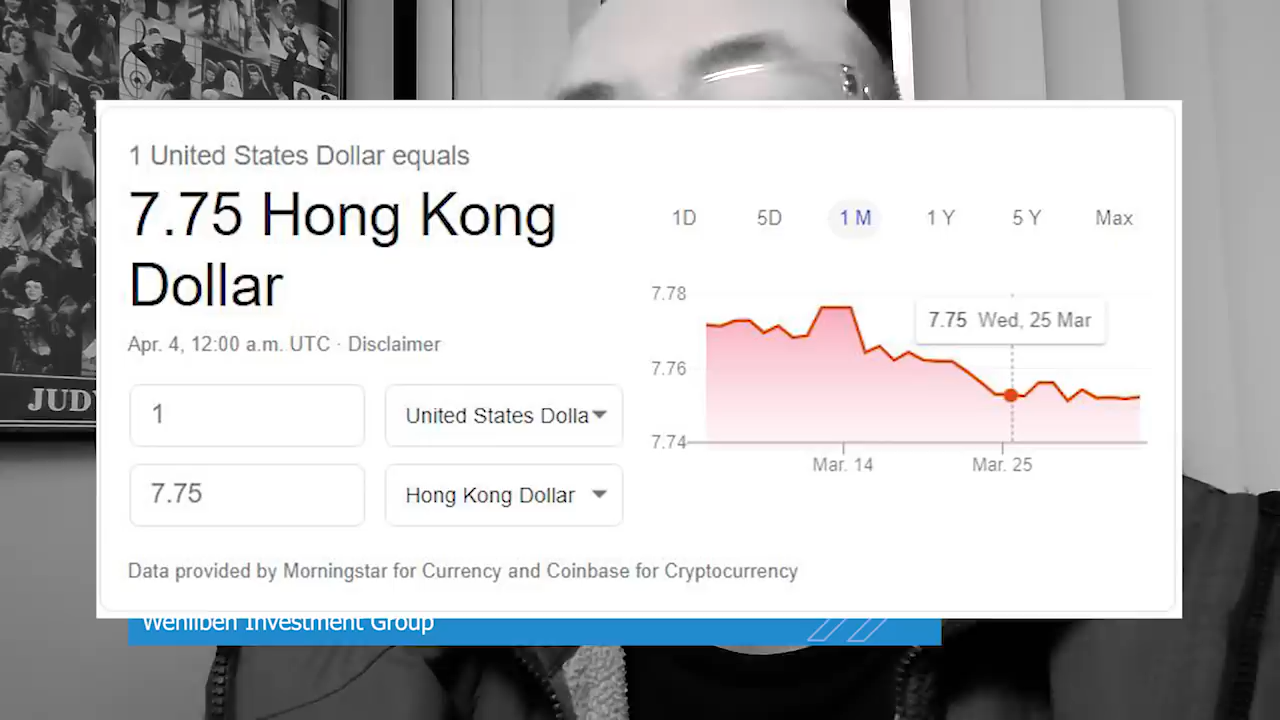 1 United States Dollar equals
7.75 Hong Kong
Dollar
Apr. 4, 12:00 a.m. UTC · Disclaimer
1
United States Dolla
7.75
Hong Kong Dollar
1D 5D 1 M 1 Y 5 Y Max
7.78
7.75 Wed, 25 Mar
7.76
7.74
Mar. 14 Mar. 25
Data provided by Morningstar for Currency and Coinbase for Cryptocurrency
JUDY
Investment Group